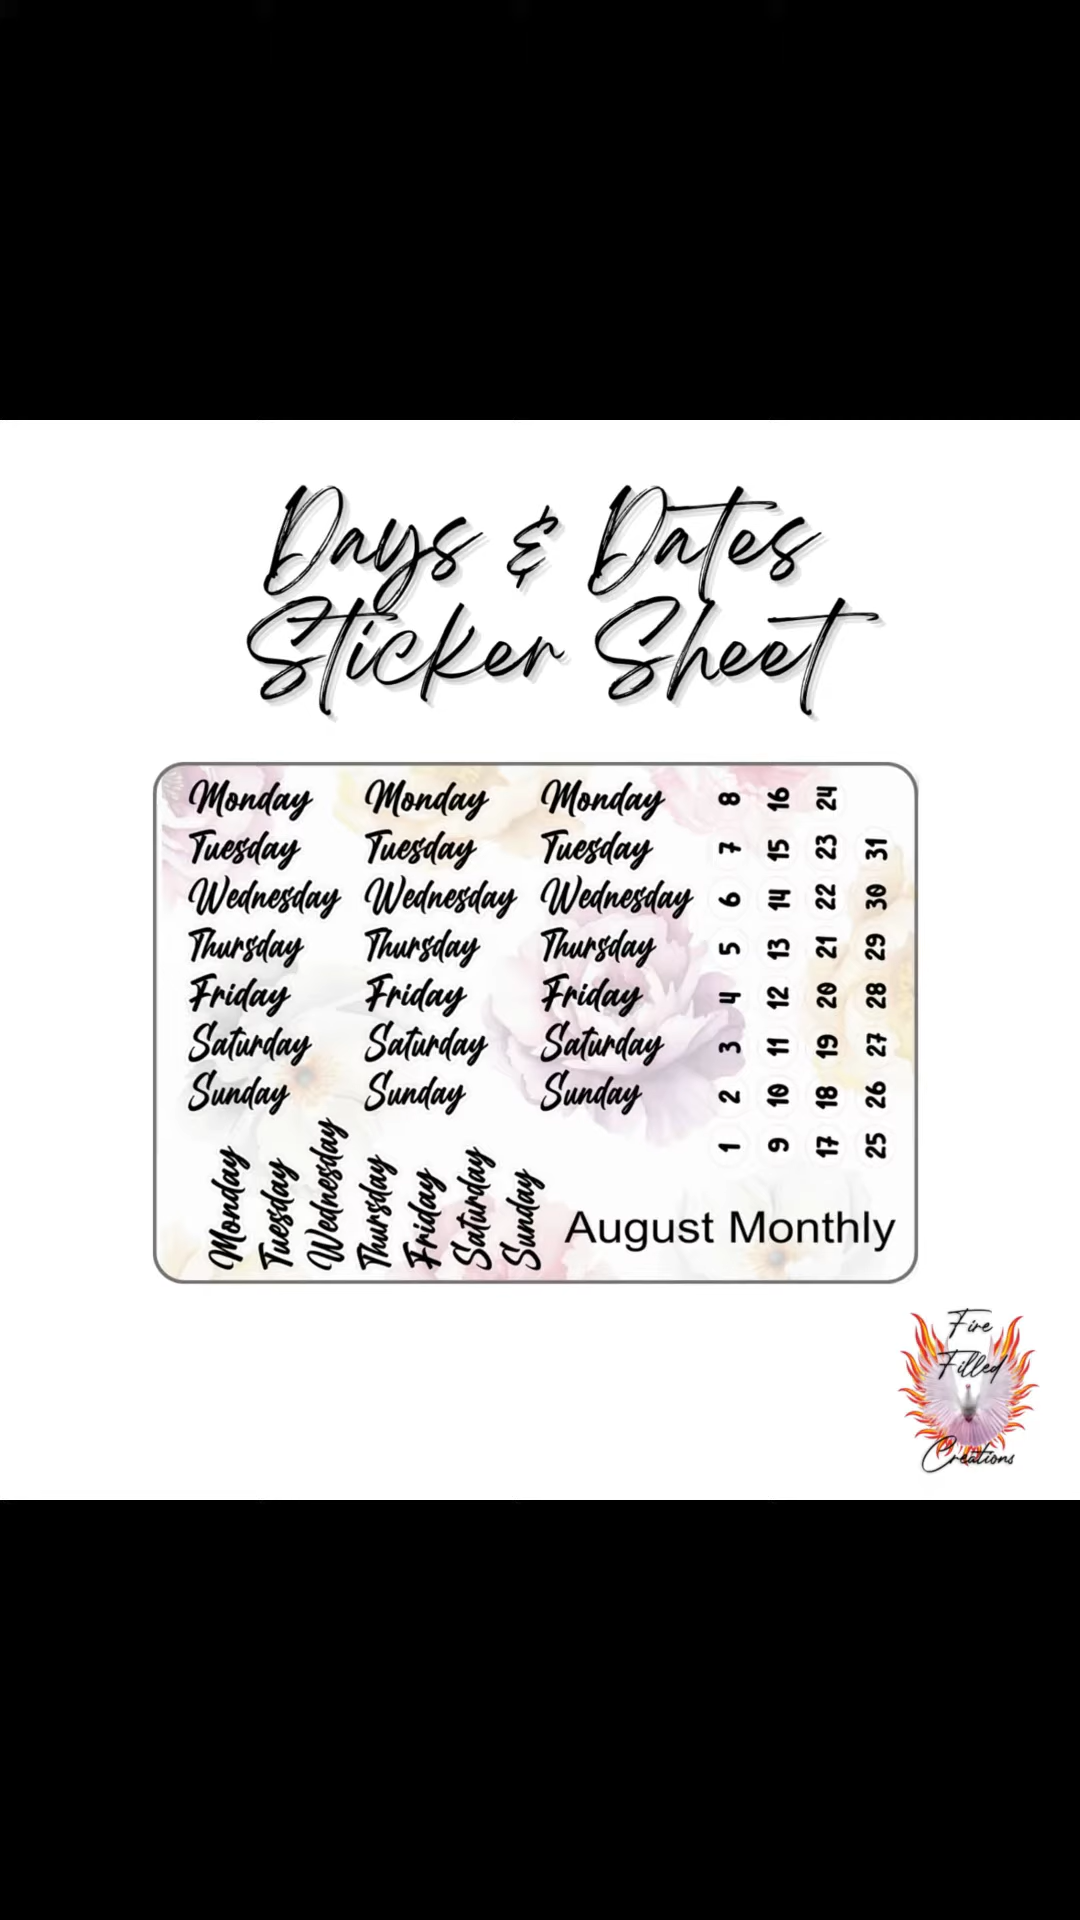 Days & Dates
Sticker Sheet
Monday Monday Monday
Tuesday Tuesday Tuesday
Wednesday Wednesday Wednesday
Thursday Thursday Thursday
Friday Friday Friday
Saturday Saturday Saturday
Sunday Sunday Sunday
Monday
Tuesday
Wednesday
Thursday
Friday
Saturday
Sunday
1 2 3 4 5 6 7 8
9 10 11 12 13 14 15 16
17 18 19 20 21 22 23 24
25 26 27 28 29 30 31
August Monthly
Fire
Filled
Creations